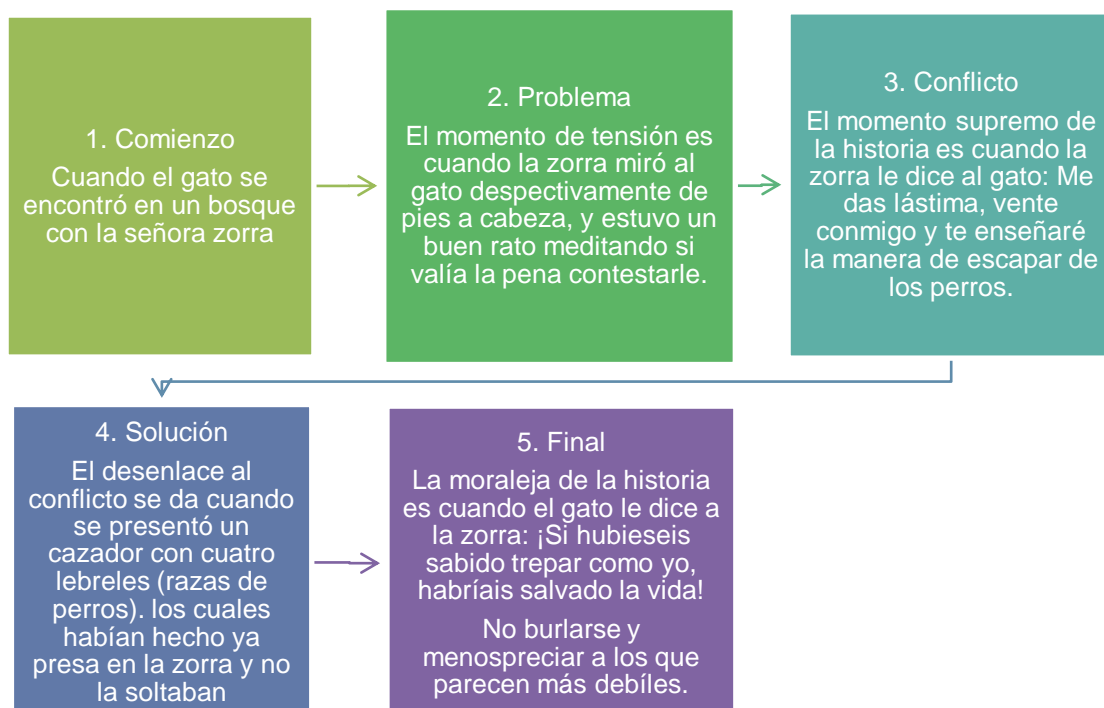 1. Comienzo
Cuando el gato se
encontró en un bosque
con la señora zorra
2. Problema
El momento de tensión es
cuando la zorra miró al
gato despectivamente de
pies a cabeza, y estuvo un
buen rato meditando si
valía la pena contestarle.
3. Conflicto
El momento supremo de
la historia es cuando la
zorra le dice al gato: Me
das lástima, vente
conmigo y te enseñaré
la manera de escapar de
los perros.
4. Solución
El desenlace al
conflicto se da cuando
se presentó un
cazador con cuatro
lebreles (razas de
perros). los cuales
habían hecho ya
presa en la zorra y no
la soltaban
5. Final
La moraleja de la historia
es cuando el gato le dice a
la zorra: ¡Si hubieseis
sabido trepar como yo,
habríais salvado la vida!
No burlarse y
menospreciar a los que
parecen más debíles.